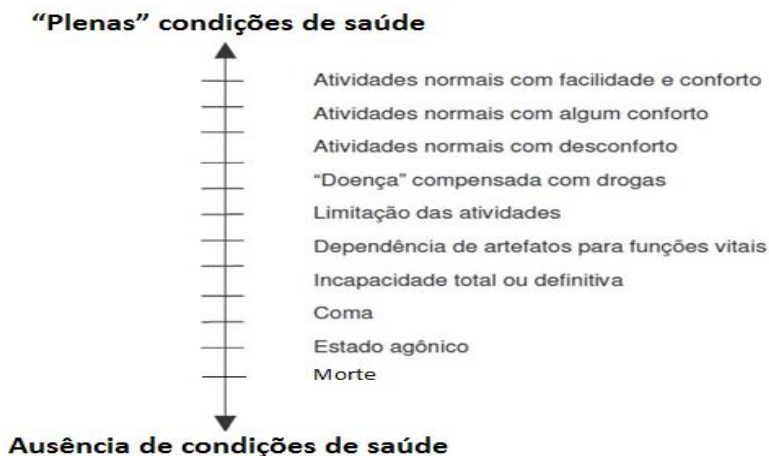 “Plenas” condições de saúde
Atividades normais com facilidade e conforto
Atividades normais com algum conforto
Atividades normais com desconforto
“Doença” compensada com drogas
Limitação das atividades
Dependência de artefatos para funções vitais
Incapacidade total ou definitiva
Coma
Estado agônico
Morte
Ausência de condições de saúde